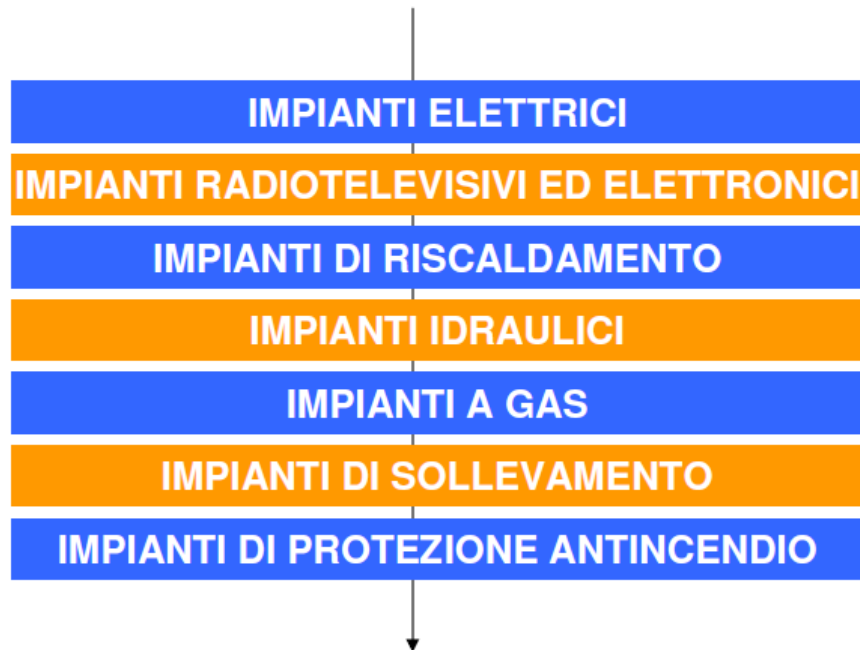 IMPIANTI ELETTRICI
IMPIANTI RADIOTELEVISIVI ED ELETTRONICI
IMPIANTI DI RISCALDAMENTO
IMPIANTI IDRAULICI
IMPIANTI A GAS
IMPIANTI DI SOLLEVAMENTO
IMPIANTI DI PROTEZIONE ANTINCENDIO